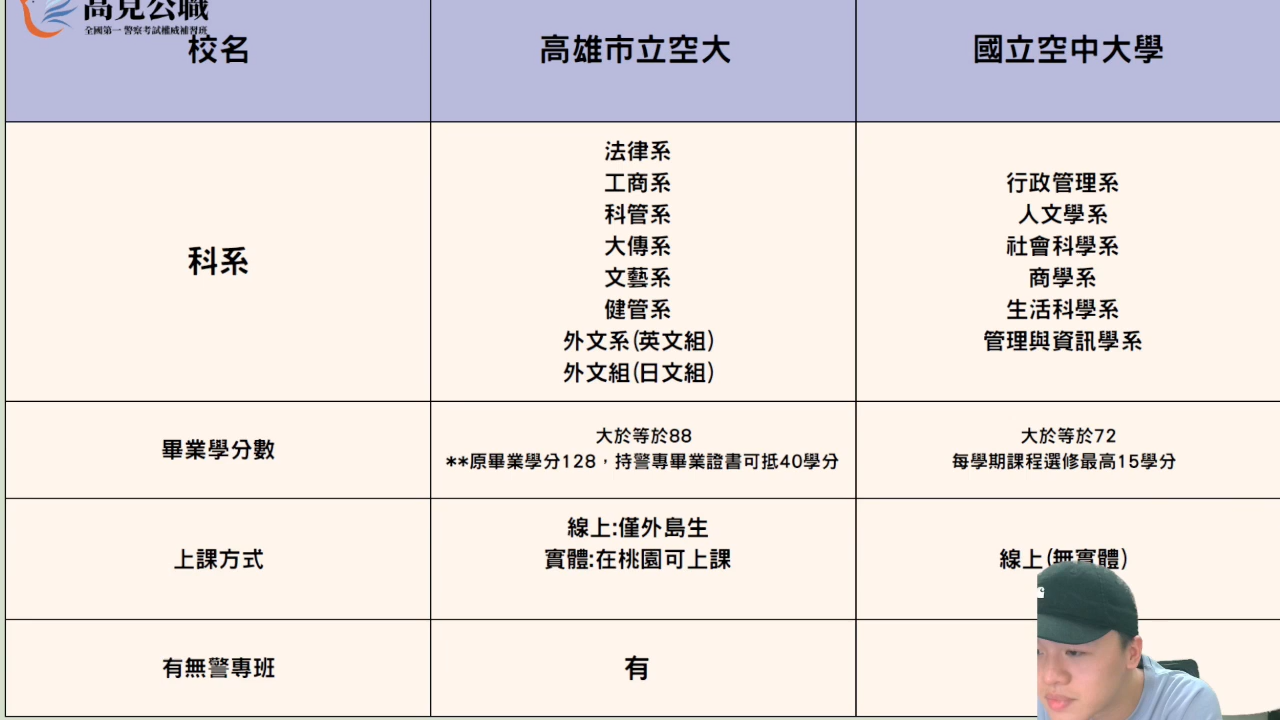 高見公職
全國第一 警察考試權威補習班
校名
高雄市立空大
國立空中大學
科系
法律系
工商系
科管系
大傳系
文藝系
健管系
外文系(英文組)
外文組(日文組)
行政管理系
人文學系
社會科學系
商學系
生活科學系
管理與資訊學系
畢業學分數
大於等於88
**原畢業學分128，持警專畢業證書可抵40學分
大於等於72
每學期課程選修最高15學分
上課方式
線上:僅外島生
實體:在桃園可上課
線上(無實體)
有無警專班
有